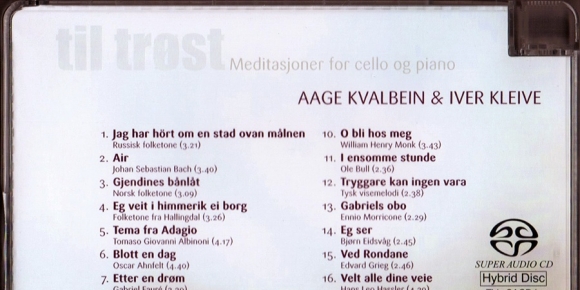 til trøst
Meditasjoner for cello og piano
AAGE KVALBEIN & IVER KLEIVE
1. Jag har hört om en stad ovan målnen
Russisk folketone (3.21)
2. Air
Johan Sebastian Bach (3.40)
3. Gjendines bånlåt
Norsk folketone (3.09)
4. Eg veit i himmerik ei borg
Folketone fra Hallingdal (3.26)
5. Tema fra Adagio
Tomaso Giovanni Albinoni (4.17)
6. Blott en dag
Oscar Ahnfelt (4.40)
7. Etter en drøm
Gabriel Fauré
10. O bli hos meg
William Henry Monk (3.43)
11. I ensomme stunde
Ole Bull (2.36)
12. Tryggare kan ingen vara
Tysk visemelodi (2.38)
13. Gabriels obo
Ennio Morricone (2.29)
14. Eg ser
Bjørn Eidsvåg (2.45)
15. Ved Rondane
Edvard Grieg (2.46)
16. Velt alle dine veie
Hans Leo Hassler
SUPER AUDIO CD
Hybrid Disc